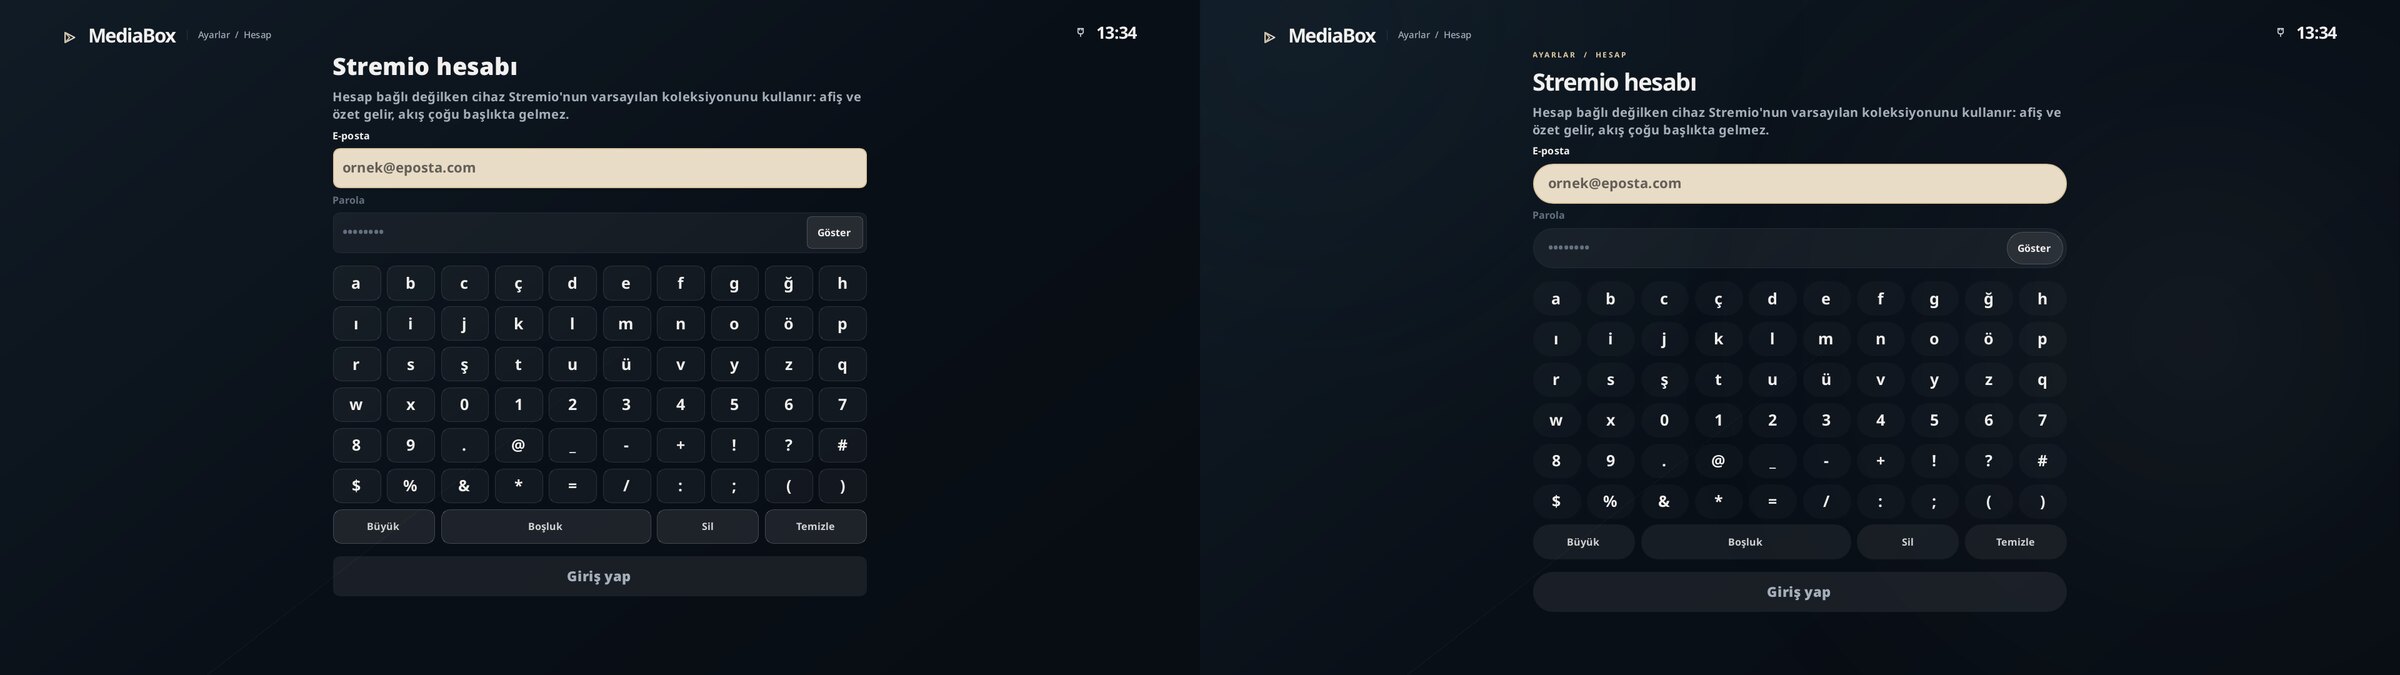 MediaBox
Ayarlar / Hesap
13:34
Stremio hesabı
Hesap bağlı değilken cihaz Stremio'nun varsayılan koleksiyonunu kullanır: afiş ve
özet gelir, akış çoğu başlıkta gelmez.
E-posta
ornek@eposta.com
Parola
••••••••
Göster
a b c ç d e f g ğ h
ı i j k l m n o ö p
r s ş t u ü v y z q
w x 0 1 2 3 4 5 6 7
8 9 . @ _ - + ! ? #
$ % & * = / : ; ( )
Büyük Boşluk Sil Temizle
Giriş yap
MediaBox
Ayarlar / Hesap
13:34
AYARLAR / HESAP
Stremio hesabı
Hesap bağlı değilken cihaz Stremio'nun varsayılan koleksiyonunu kullanır: afiş ve
özet gelir, akış çoğu başlıkta gelmez.
E-posta
ornek@eposta.com
Parola
••••••••
Göster
a b c ç d e f g ğ h
ı i j k l m n o ö p
r s ş t u ü v y z q
w x 0 1 2 3 4 5 6 7
8 9 . @ _ - + ! ? #
$ % & * = / : ; ( )
Büyük Boşluk Sil Temizle
Giriş yap